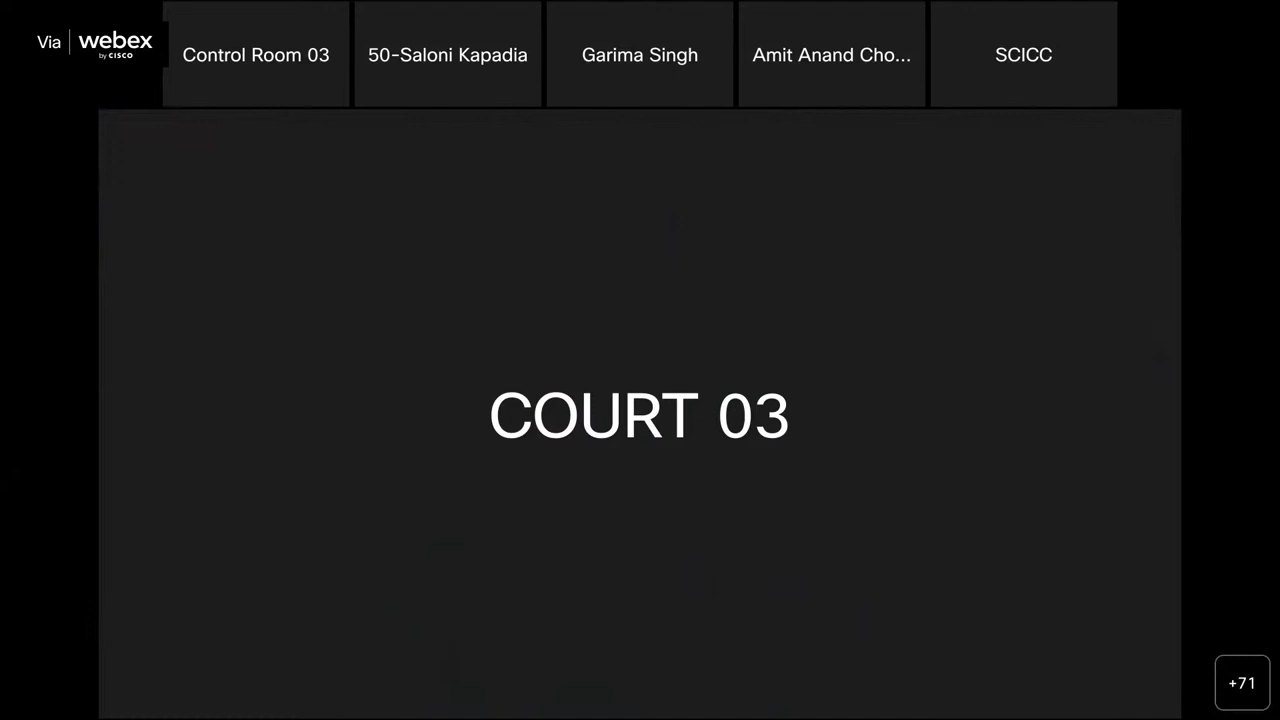 Via webex
by CISCO
Control Room 03
50-Saloni Kapadia
Garima Singh
Amit Anand Cho...
SCICC
COURT 03
+71